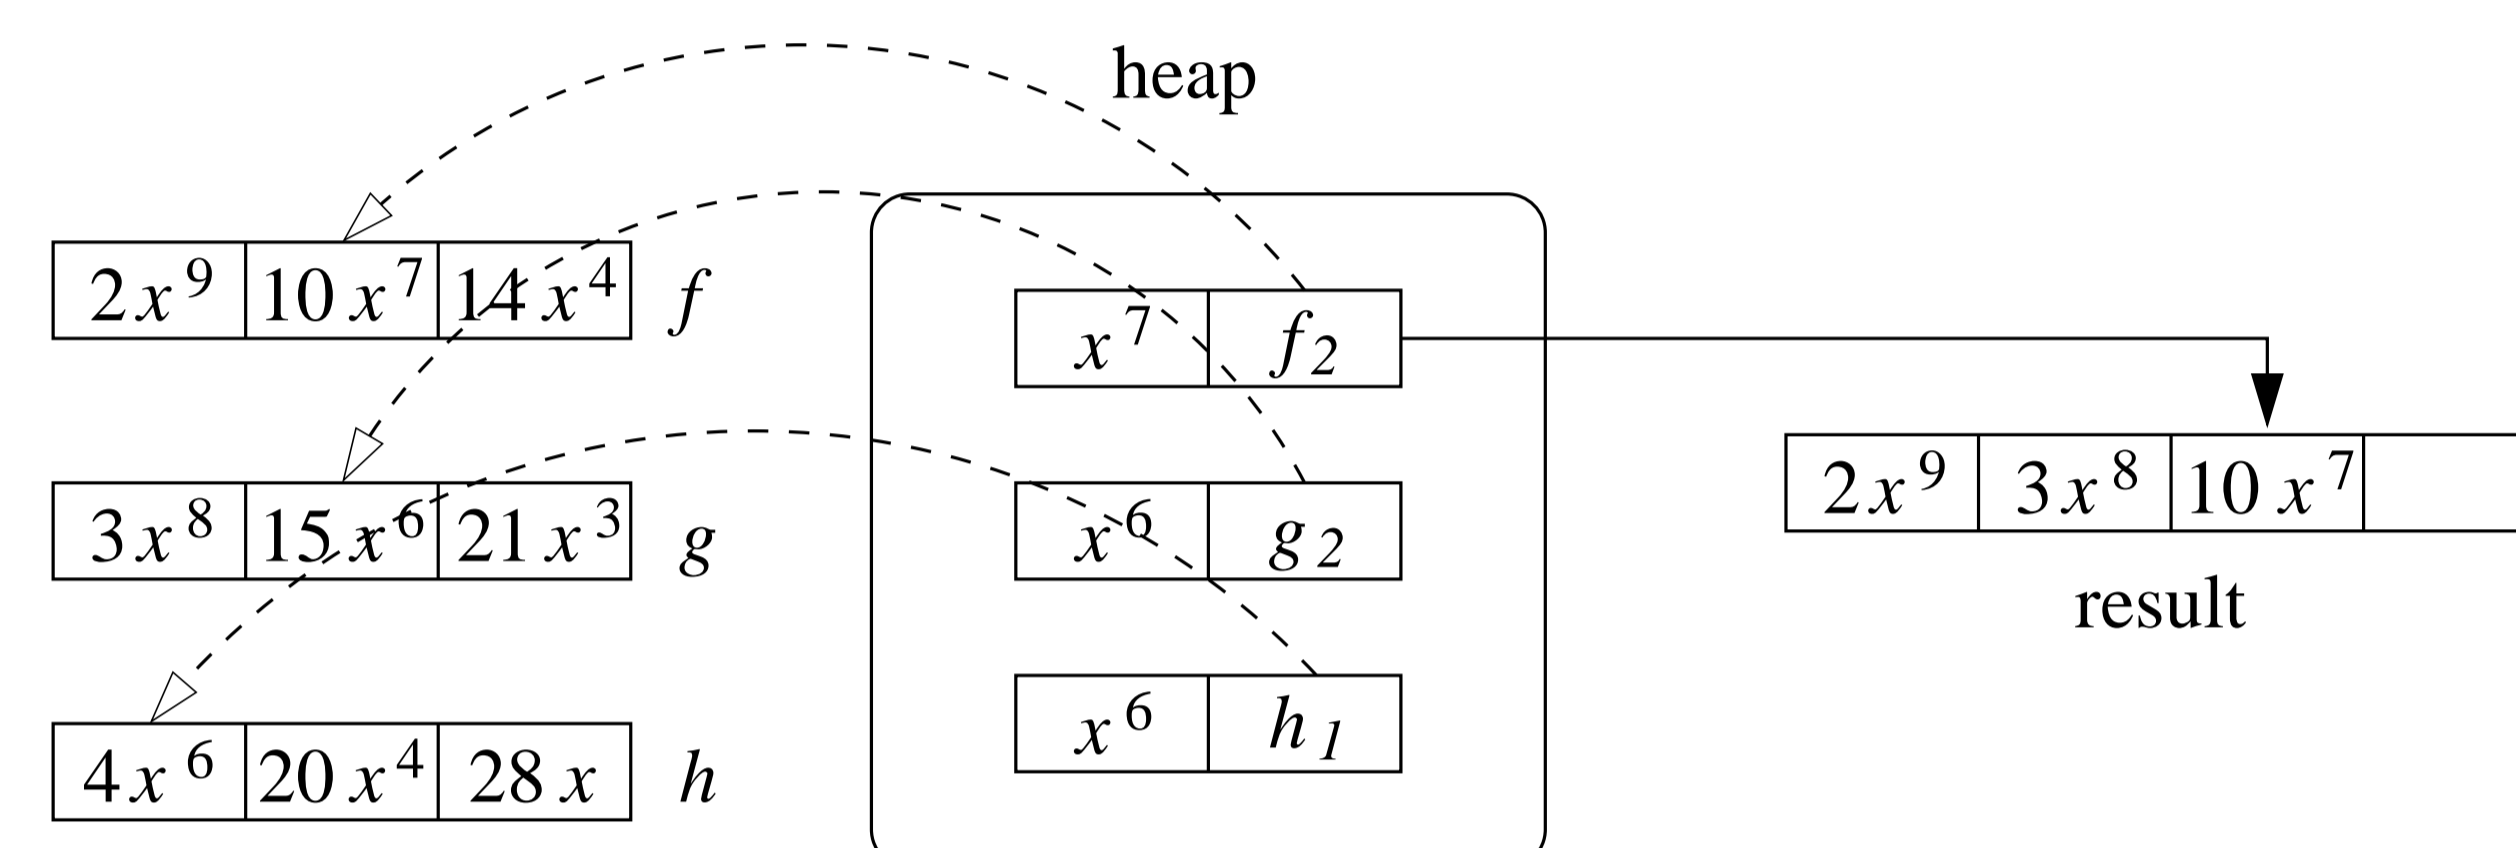 heap
2x⁹ 10x⁷ 14x⁴ f
x⁷ f₂
2x⁹ 3x⁸ 10x⁷
3x⁸ 15x⁶ 21x³ g
x⁶ g₂
result
x⁶ h₁
4x⁶ 20x⁴ 28x h